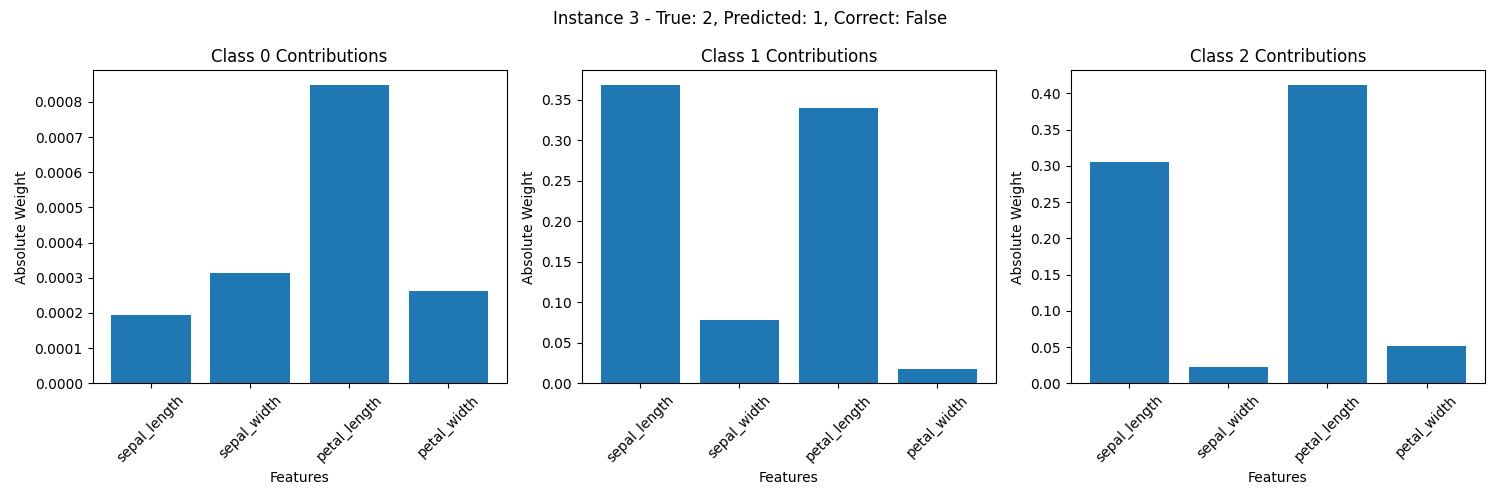 Instance 3 - True: 2, Predicted: 1, Correct: False
Class 0 Contributions
Absolute Weight
0.0008
0.0007
0.0006
0.0005
0.0004
0.0003
0.0002
0.0001
0.0000
sepal_length
sepal_width
petal_length
petal_width
Features
Class 1 Contributions
Absolute Weight
0.35
0.30
0.25
0.20
0.15
0.10
0.05
0.00
sepal_length
sepal_width
petal_length
petal_width
Features
Class 2 Contributions
Absolute Weight
0.40
0.35
0.30
0.25
0.20
0.15
0.10
0.05
0.00
sepal_length
sepal_width
petal_length
petal_width
Features